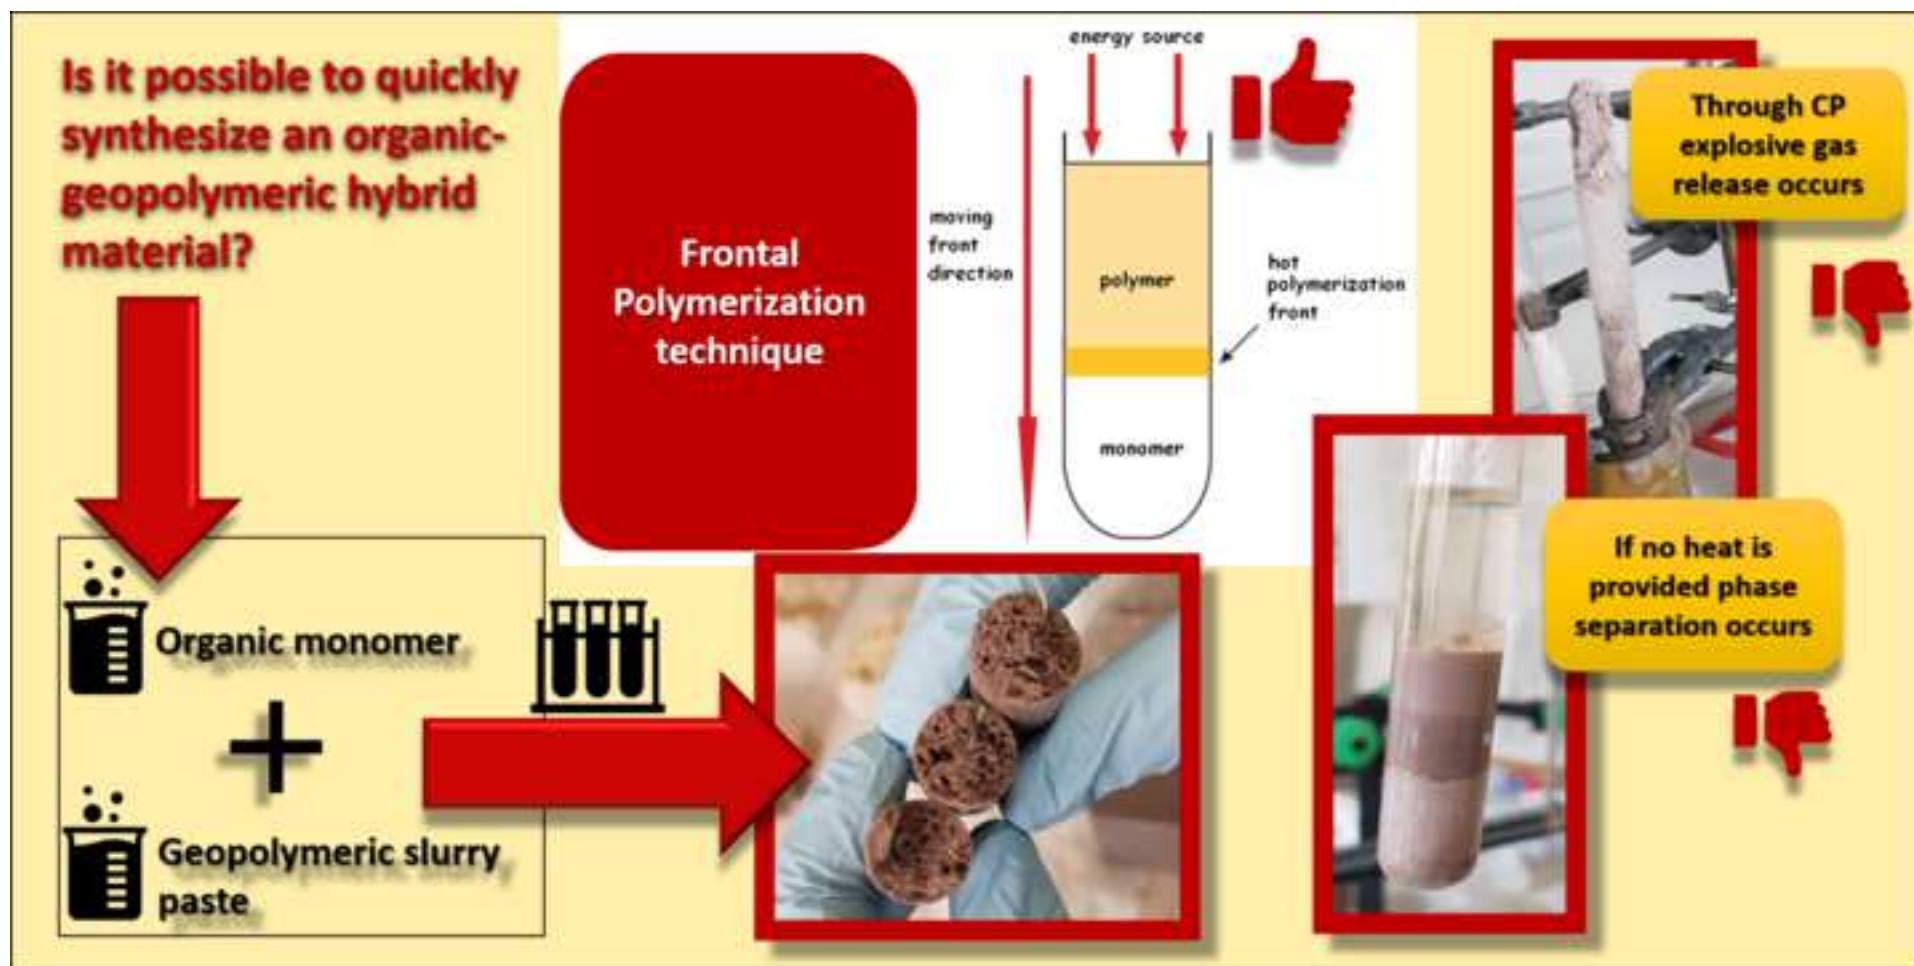 Is it possible to quickly
synthesize an organic-
geopolymeric hybrid
material?
Organic monomer
+
Geopolymeric slurry
paste
Frontal
Polymerization
technique
energy source
moving
front
direction
polymer
hot
polymerization
front
monomer
Through CP
explosive gas
release occurs
If no heat is
provided phase
separation occurs